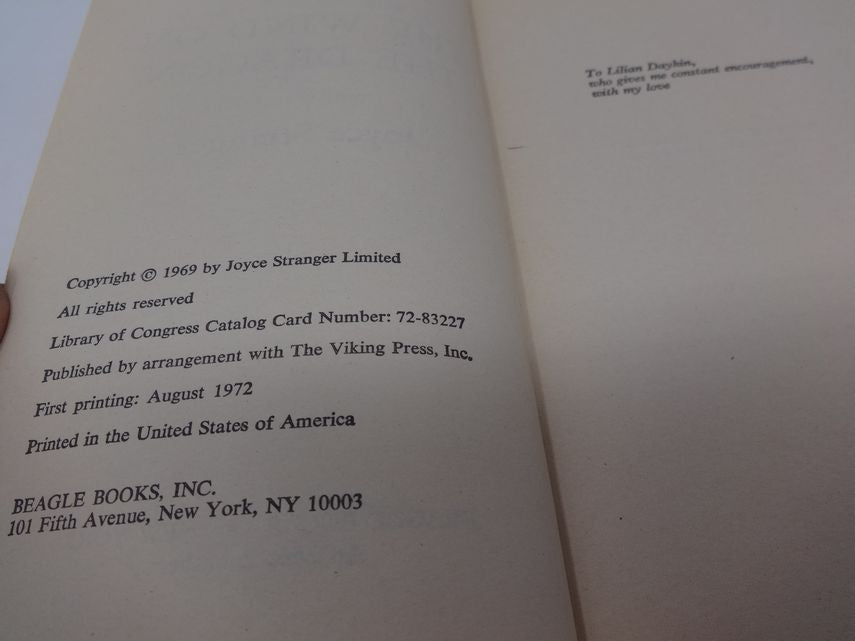 Copyright © 1969 by Joyce Stranger Limited
All rights reserved
Library of Congress Catalog Card Number: 72-83227
Published by arrangement with The Viking Press, Inc.
First printing: August 1972
Printed in the United States of America
BEAGLE BOOKS, INC.
101 Fifth Avenue, New York, NY 10003
To Lilian Daykin,
who gives me constant encouragement,
with my love